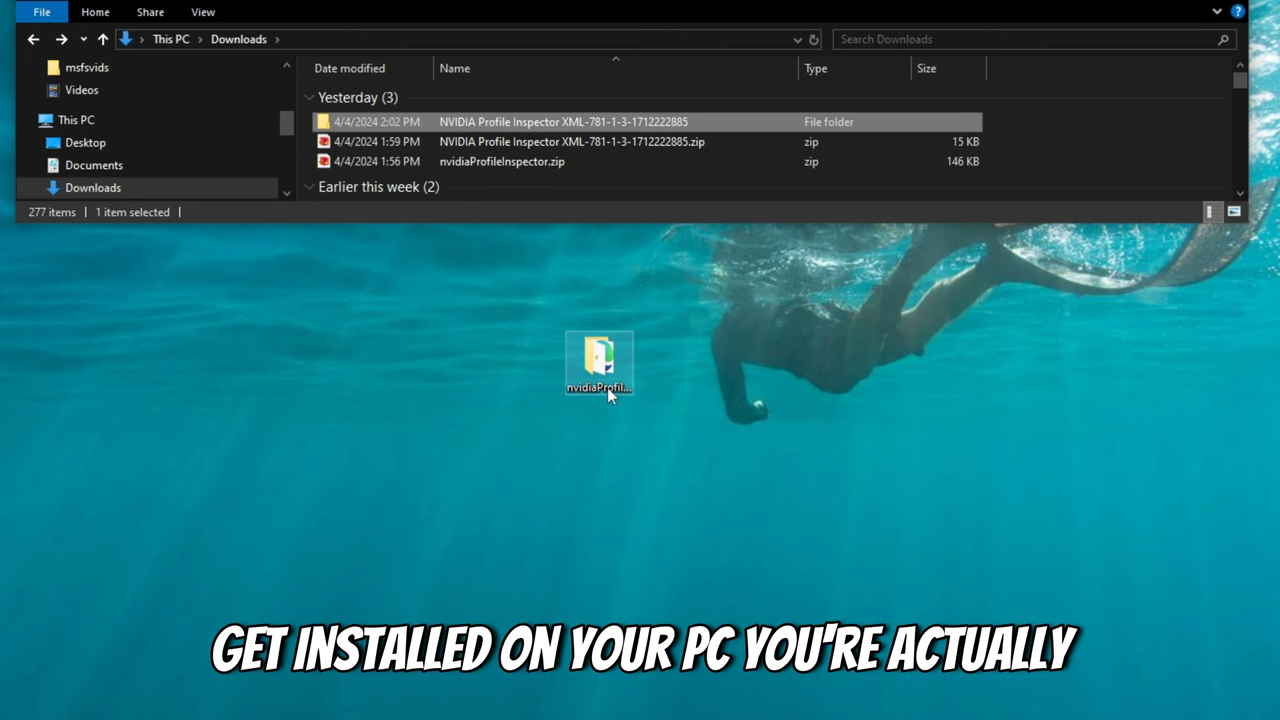 File Home Share View
This PC Downloads Search Downloads
msfsvids
Videos
This PC
Desktop
Documents
Downloads
Date modified Name Type Size
Yesterday (3)
4/4/2024 2:02 PM NVIDIA Profile Inspector XML-781-1-3-1712222885 File folder
4/4/2024 1:59 PM NVIDIA Profile Inspector XML-781-1-3-1712222885.zip zip 15 KB
4/4/2024 1:56 PM nvidiaProfileInspector.zip zip 146 KB
Earlier this week (2)
277 items 1 item selected
nvidiaProfil...
GET INSTALLED ON YOUR PC YOU'RE ACTUALLY